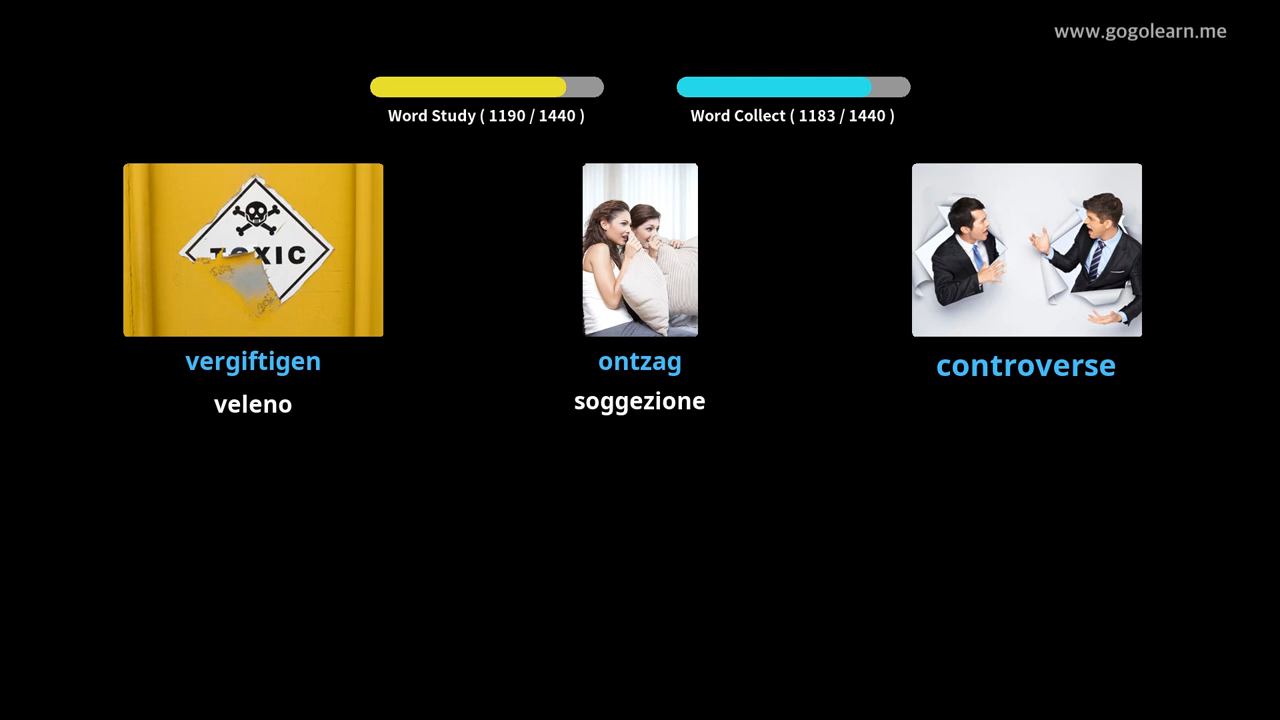 www.gogolearn.me
Word Study ( 1190 / 1440 )
Word Collect ( 1183 / 1440 )
TOXIC
vergiftigen
ontzag
controverse
veleno
soggezione